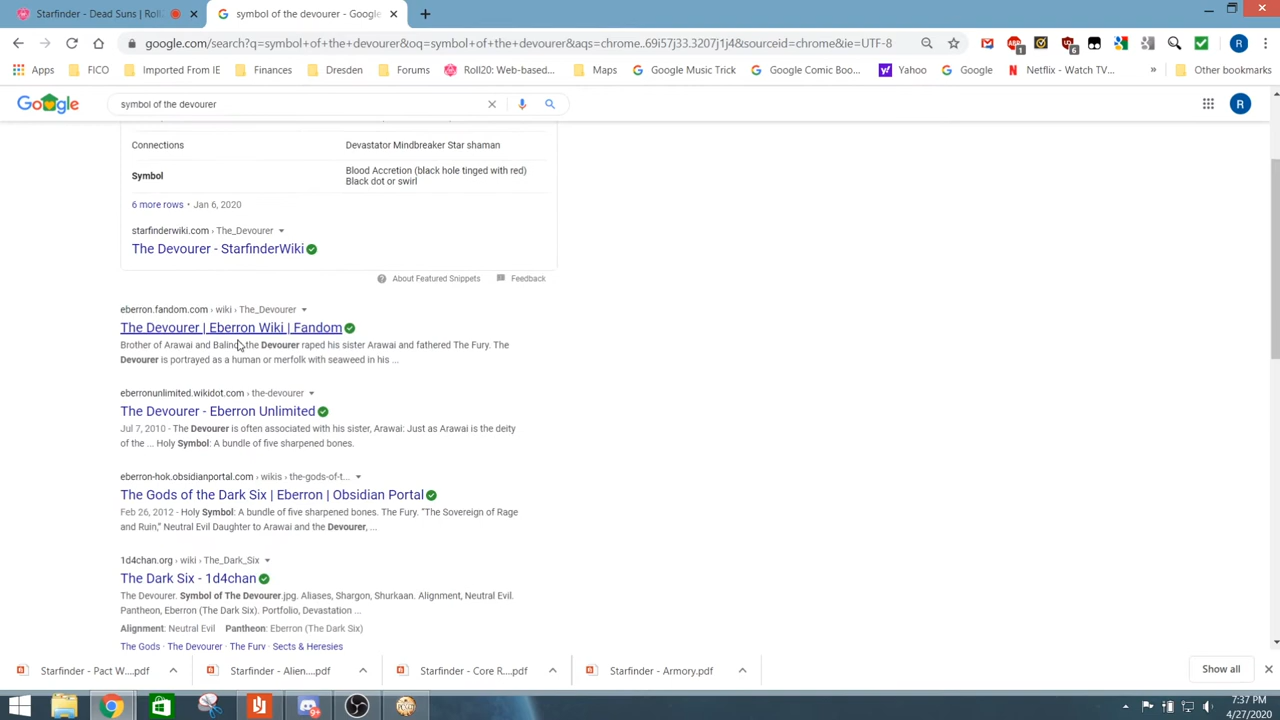 Starfinder - Dead Suns | Roll2
symbol of the devourer - Google
google.com/search?q=symbol+of+the+devourer&oq=symbol+of+the+devourer&aqs=chrome..69i57j33.3207j1j4&sourceid=chrome&ie=UTF-8
Apps FICO Imported From IE Finances Dresden Forums Roll20: Web-based... Maps Google Music Trick Google Comic Boo... Yahoo Google Netflix - Watch TV... » Other bookmarks
Google symbol of the devourer R
Connections Devastator Mindbreaker Star shaman
Symbol Blood Accretion (black hole tinged with red)
Black dot or swirl
6 more rows • Jan 6, 2020
starfinderwiki.com › The_Devourer
The Devourer - StarfinderWiki
About Featured Snippets Feedback
eberron.fandom.com › wiki › The_Devourer
The Devourer | Eberron Wiki | Fandom
Brother of Arawai and Balinor, the Devourer raped his sister Arawai and fathered The Fury. The
Devourer is portrayed as a human or merfolk with seaweed in his ...
eberronunlimited.wikidot.com › the-devourer
The Devourer - Eberron Unlimited
Jul 7, 2010 - The Devourer is often associated with his sister, Arawai: Just as Arawai is the deity
of the ... Holy Symbol: A bundle of five sharpened bones.
eberron-hok.obsidianportal.com › wikis › the-gods-of-t...
The Gods of the Dark Six | Eberron | Obsidian Portal
Feb 26, 2012 - Holy Symbol: A bundle of five sharpened bones. The Fury. “The Sovereign of Rage
and Ruin,” Neutral Evil Daughter to Arawai and the Devourer, ...
1d4chan.org › wiki › The_Dark_Six
The Dark Six - 1d4chan
The Devourer. Symbol of The Devourer.jpg. Aliases, Shargon, Shurkaan. Alignment, Neutral Evil.
Pantheon, Eberron (The Dark Six). Portfolio, Devastation ...
Alignment: Neutral Evil Pantheon: Eberron (The Dark Six)
The Gods · The Devourer · The Fury · Sects & Heresies
Starfinder - Pact W....pdf Starfinder - Alien....pdf Starfinder - Core R....pdf Starfinder - Armory.pdf Show all
7:37 PM
4/27/2020